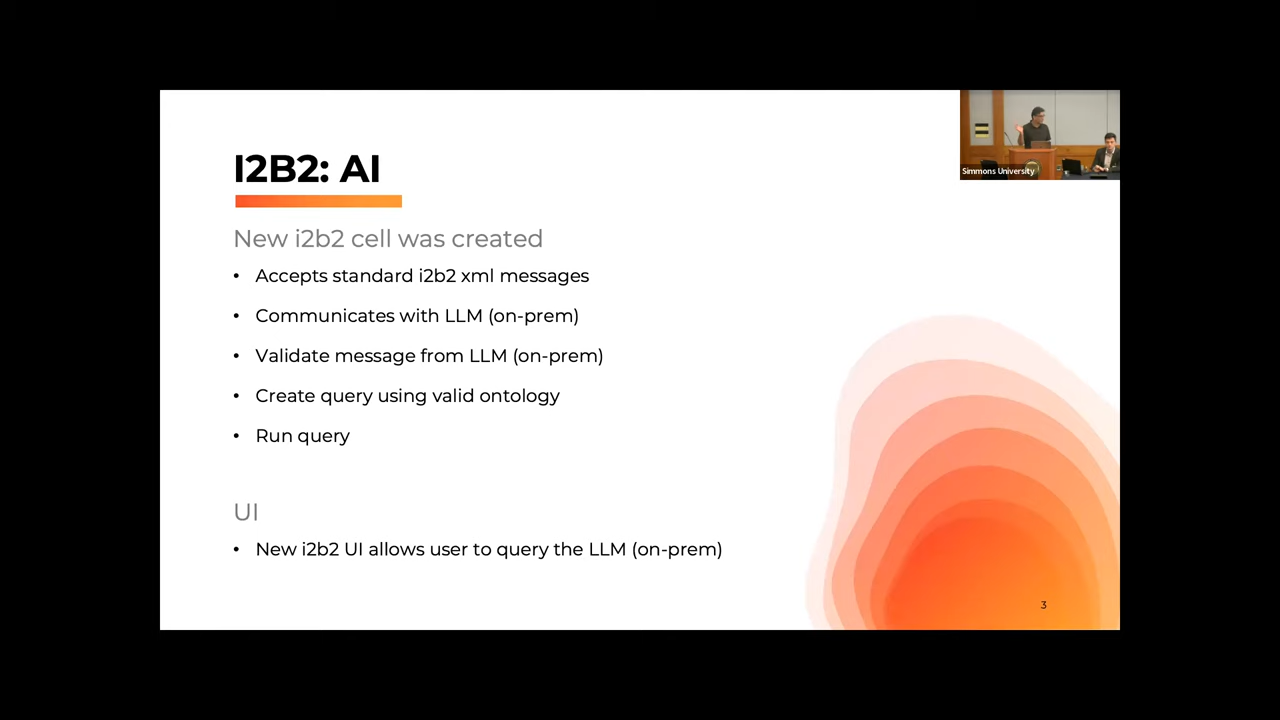 I2B2: AI
Simmons University
New i2b2 cell was created
• Accepts standard i2b2 xml messages
• Communicates with LLM (on-prem)
• Validate message from LLM (on-prem)
• Create query using valid ontology
• Run query
UI
• New i2b2 UI allows user to query the LLM (on-prem)
3